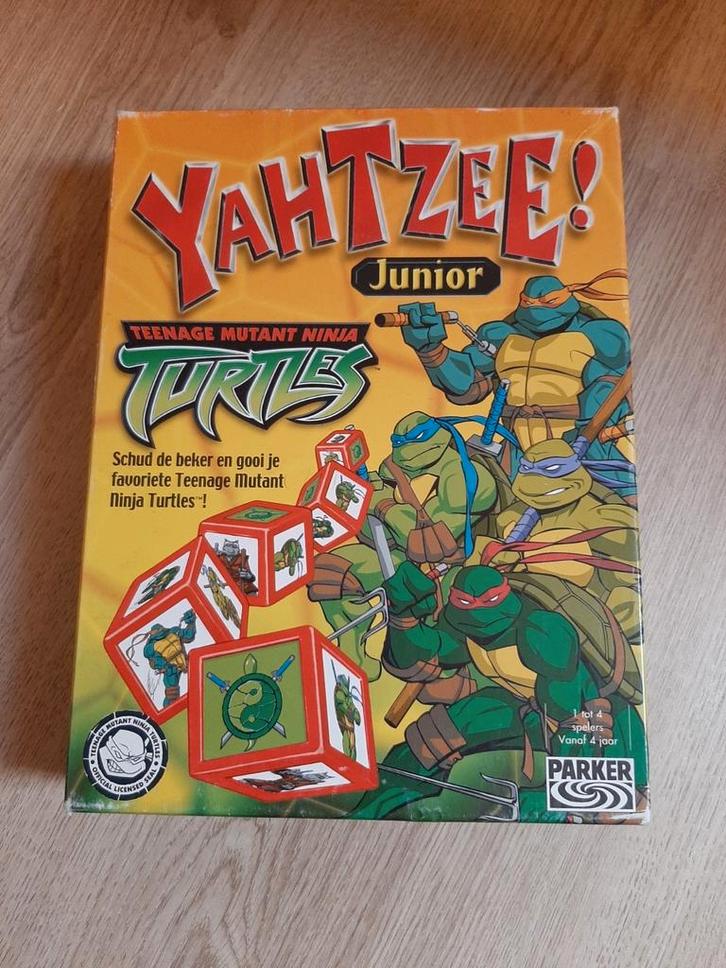 YAHTZEE!
Junior
TEENAGE MUTANT NINJA
TURTLES™
Schud de beker en gooi je
favoriete Teenage Mutant
Ninja Turtles™!
TEENAGE MUTANT NINJA TURTLES
OFFICIAL LICENSED SEAL
1 tot 4
spelers
Vanaf 4 jaar
PARKER